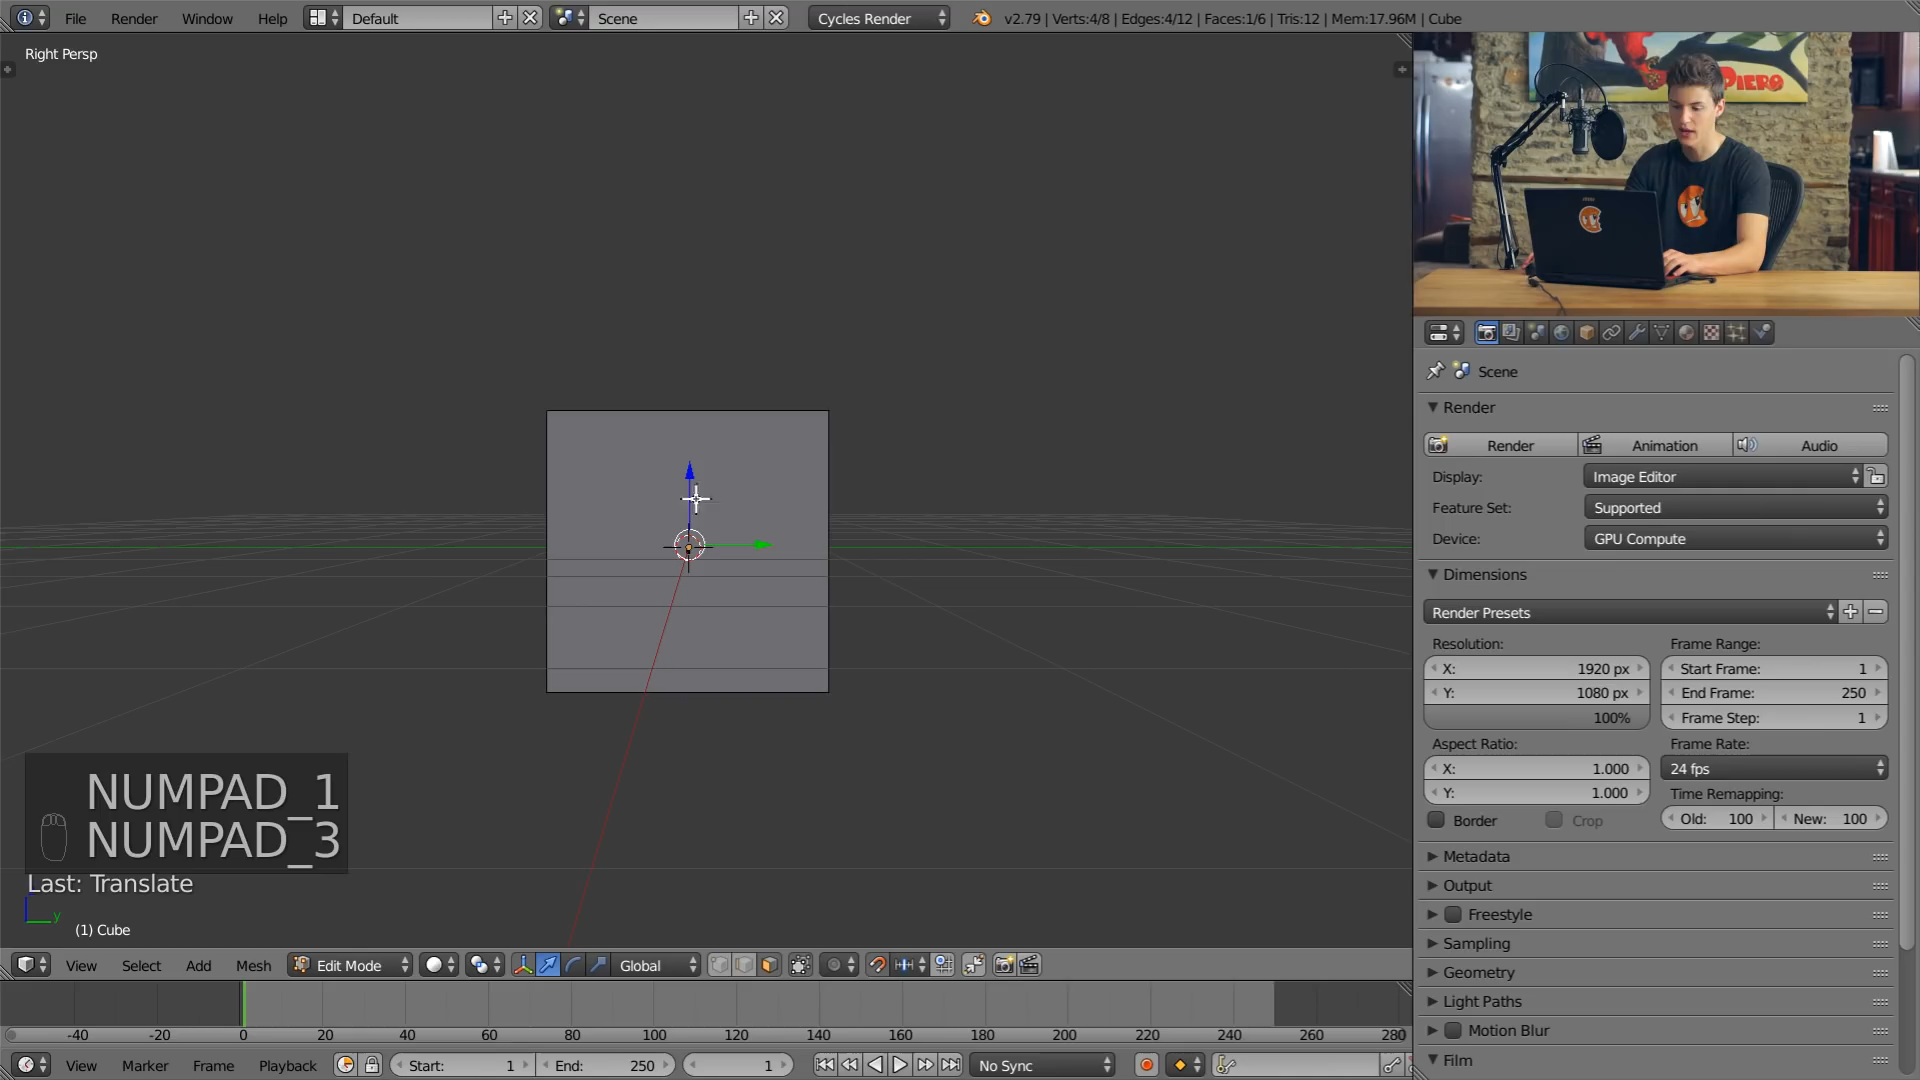 File Render Window Help Default Scene Cycles Render v2.79 | Verts:4/8 | Edges:4/12 | Faces:1/6 | Tris:12 | Mem:17.96M | Cube
Right Persp
PIERO
Scene
Render
Render Animation Audio
Display: Image Editor
Feature Set: Supported
Device: GPU Compute
Dimensions
Render Presets
Resolution: Frame Range:
X: 1920 px Start Frame: 1
Y: 1080 px End Frame: 250
100% Frame Step: 1
Aspect Ratio: Frame Rate:
X: 1.000 24 fps
Y: 1.000 Time Remapping:
Border Crop Old: 100 New: 100
Metadata
Output
Freestyle
Sampling
Geometry
Light Paths
Motion Blur
Film
NUMPAD_1
NUMPAD_3
Last: Translate
y
(1) Cube
View Select Add Mesh Edit Mode Global
-40 -20 0 20 40 60 80 100 120 140 160 180 200 220 240 260 280
View Marker Frame Playback Start: 1 End: 250 1 No Sync